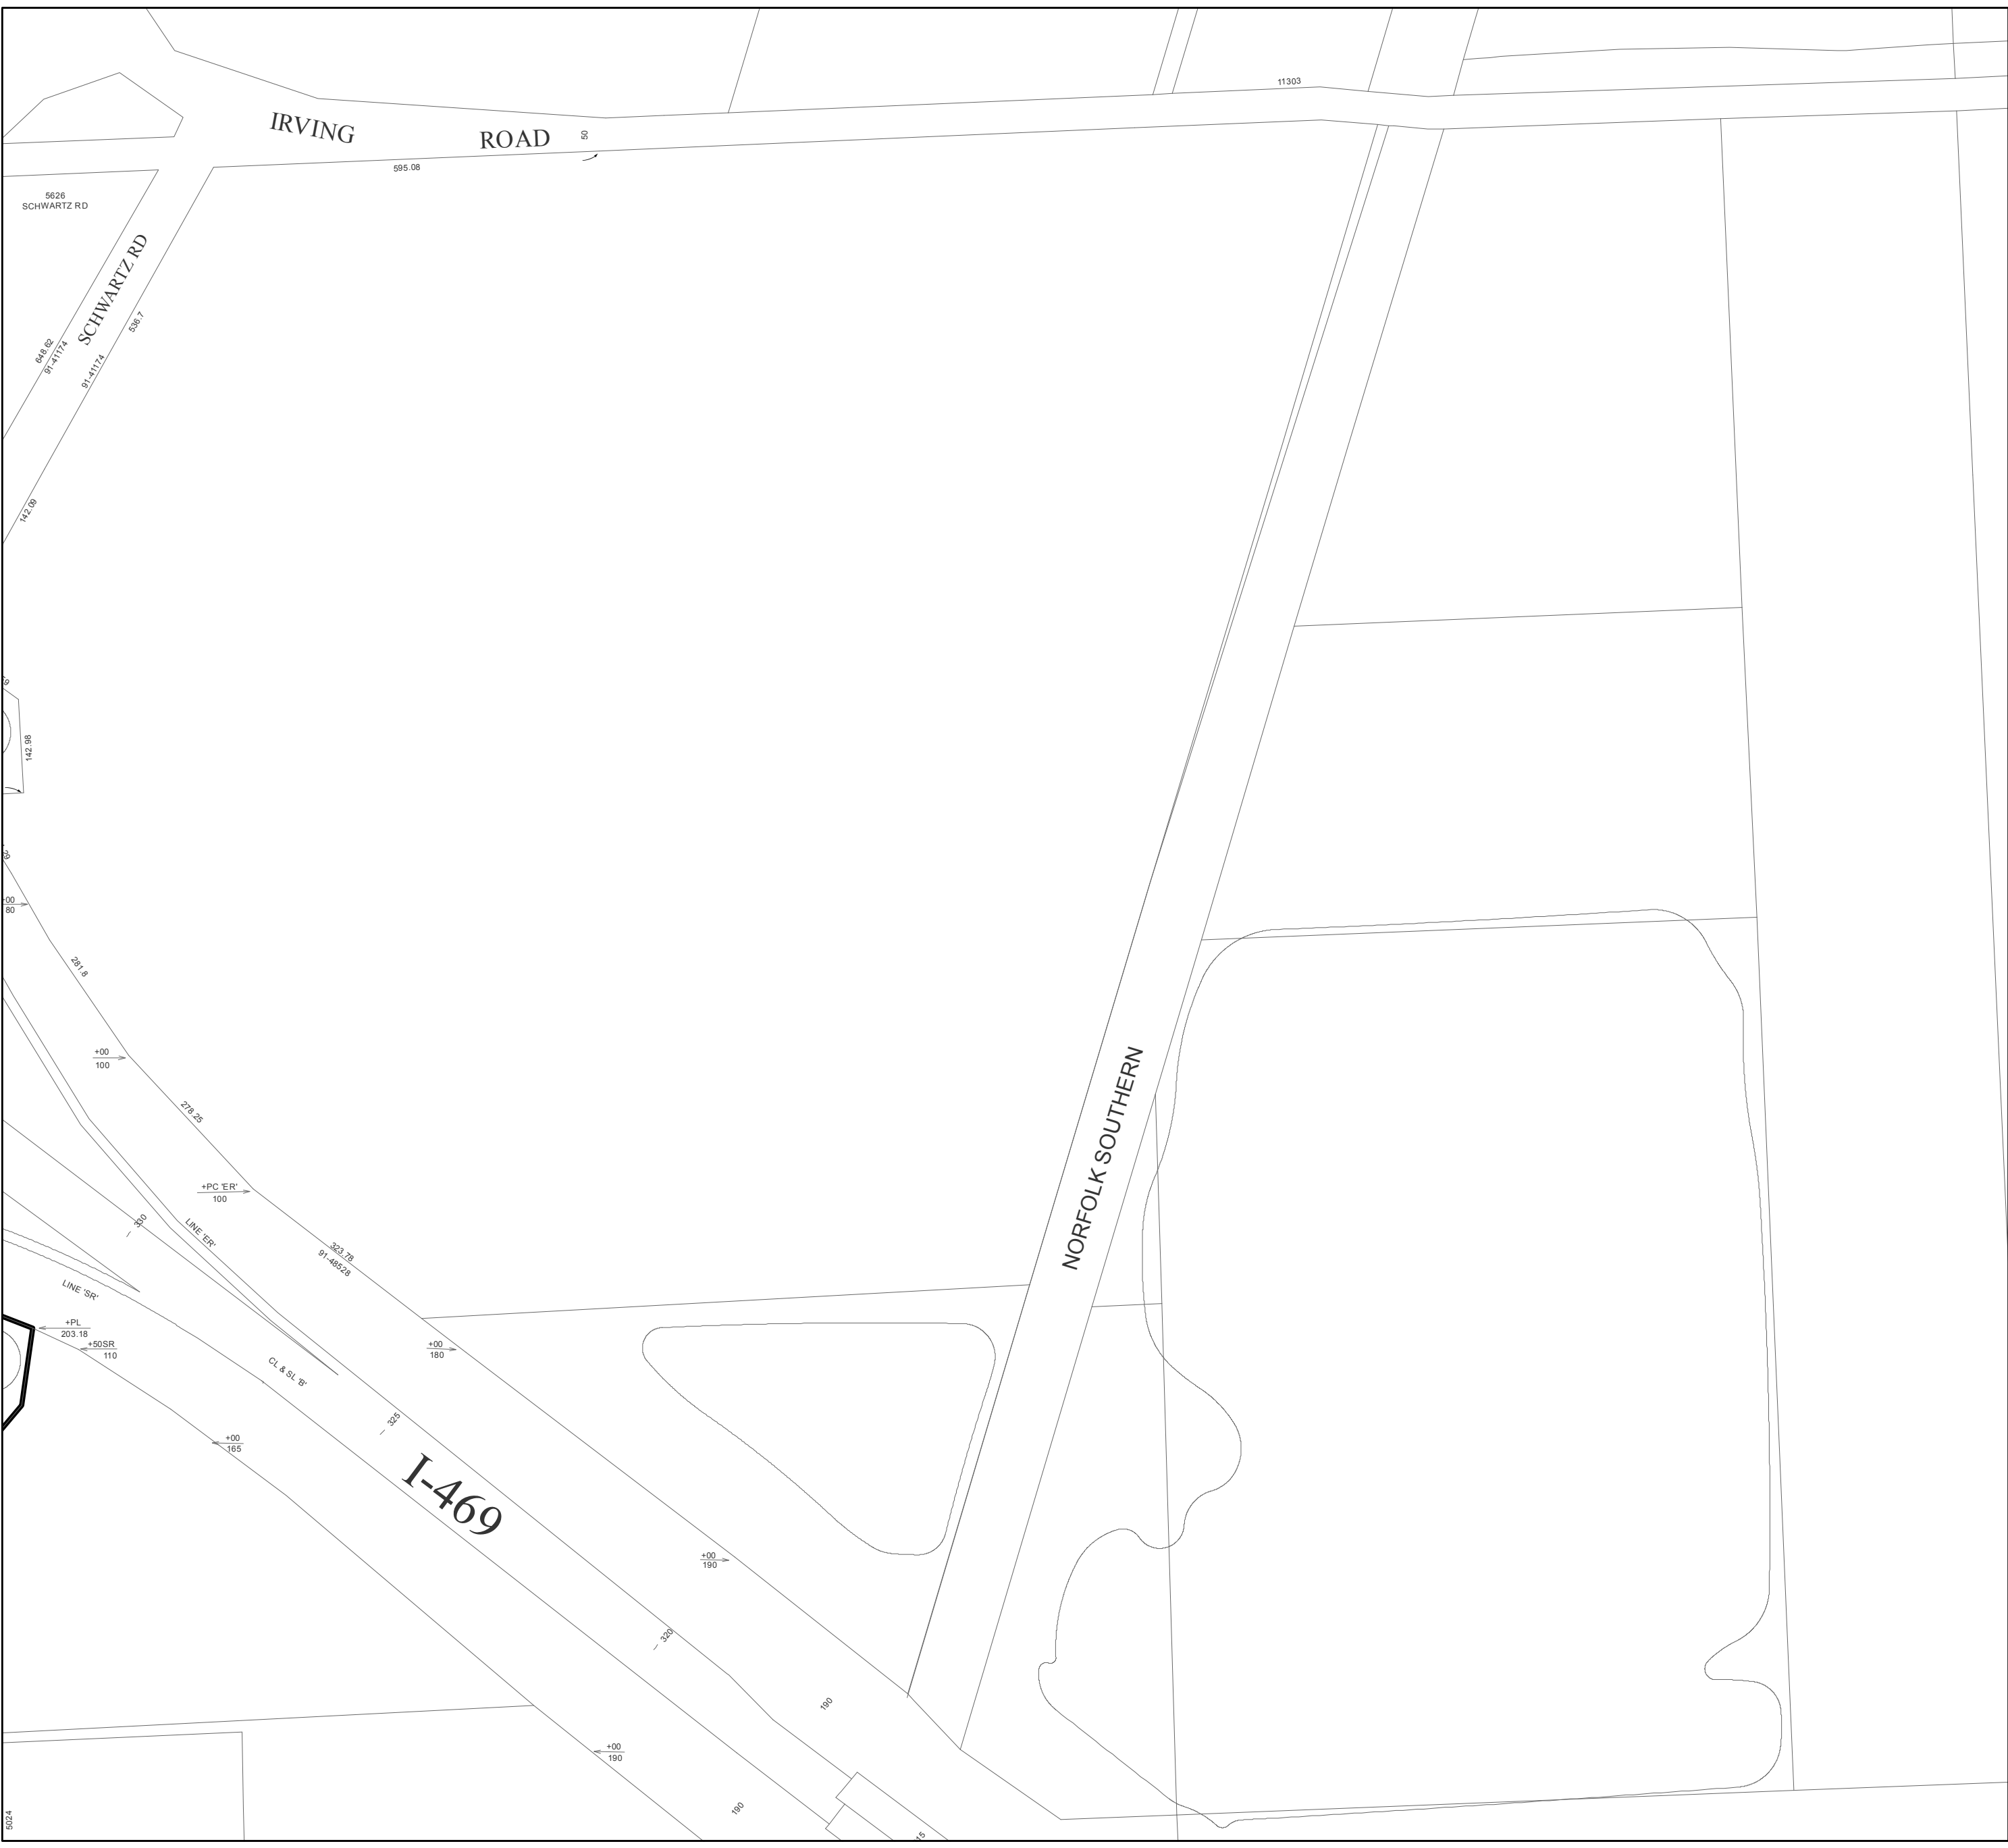 11303
IRVING
ROAD
50
595.08
5626
SCHWARTZ RD
SCHWARTZ RD
536.7
648.62
91-41174
91-41174
142.09
142.98
+00
80
281.8
+00
100
278.25
+PC 'ER'
100
330
LINE 'ER'
323.78
91-48528
LINE 'SR'
+PL
203.18
+50SR
110
+00
180
CL & SL 'B'
325
+00
165
I-469
NORFOLK SOUTHERN
+00
190
320
190
+00
190
190
5024